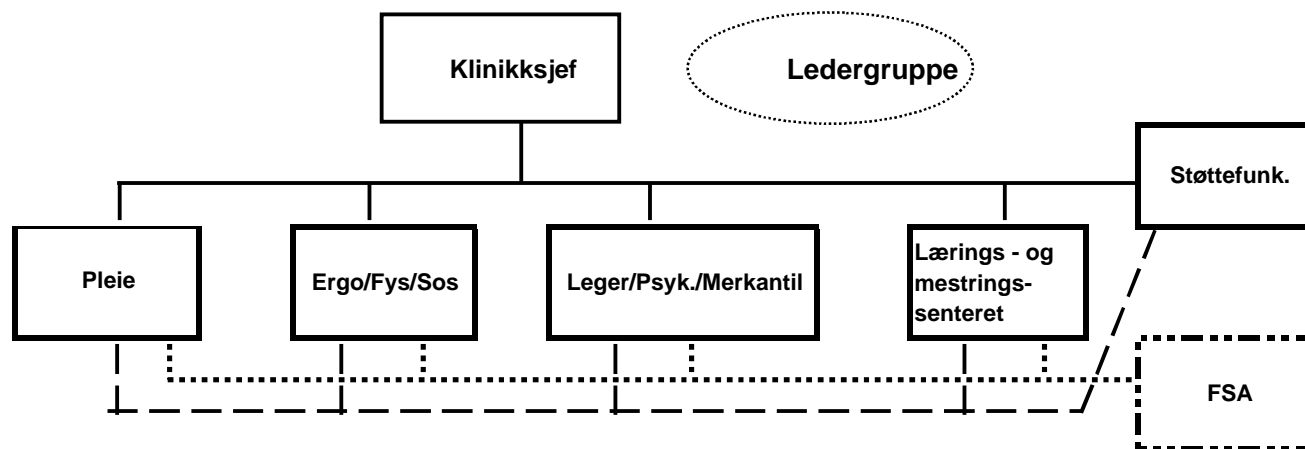 Klinikksjef
Ledergruppe
Støttefunk.
Pleie
Ergo/Fys/Sos
Leger/Psyk./Merkantil
Lærings - og
mestrings-
senteret
FSA